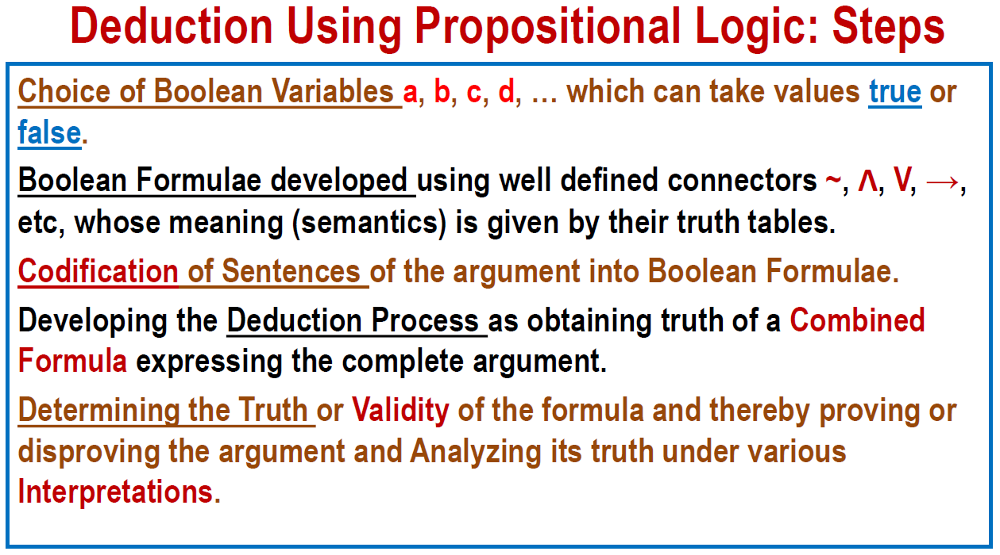 Deduction Using Propositional Logic: Steps
Choice of Boolean Variables a, b, c, d, … which can take values true or
false.
Boolean Formulae developed using well defined connectors ~, Λ, V, →,
etc, whose meaning (semantics) is given by their truth tables.
Codification of Sentences of the argument into Boolean Formulae.
Developing the Deduction Process as obtaining truth of a Combined
Formula expressing the complete argument.
Determining the Truth or Validity of the formula and thereby proving or
disproving the argument and Analyzing its truth under various
Interpretations.